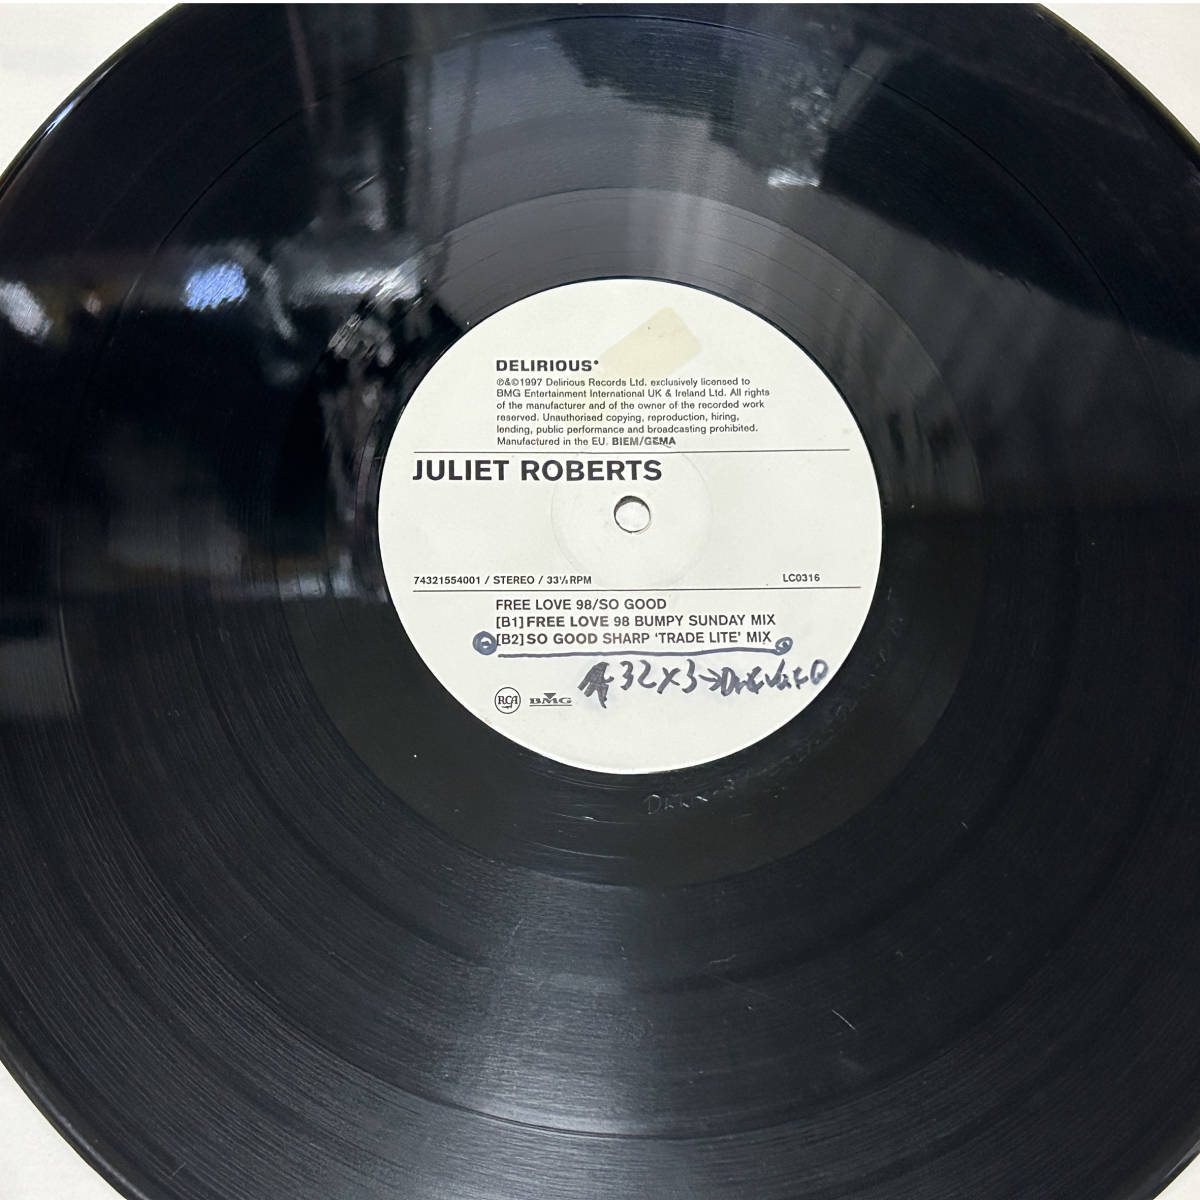 DELIRIOUS*
℗&©1997 Delirious Records Ltd. exclusively licensed to
BMG Entertainment International UK & Ireland Ltd. All rights
of the manufacturer and of the owner of the recorded work
reserved. Unauthorised copying, reproduction, hiring,
lending, public performance and broadcasting prohibited.
Manufactured in the EU. BIEM/GEMA
JULIET ROBERTS
74321554001 / STEREO / 33⅓ RPM LC0316
FREE LOVE 98/SO GOOD
[B1] FREE LOVE 98 BUMPY SUNDAY MIX
[B2] SO GOOD SHARP ‘TRADE LITE’ MIX
32×3→
RCA BMG